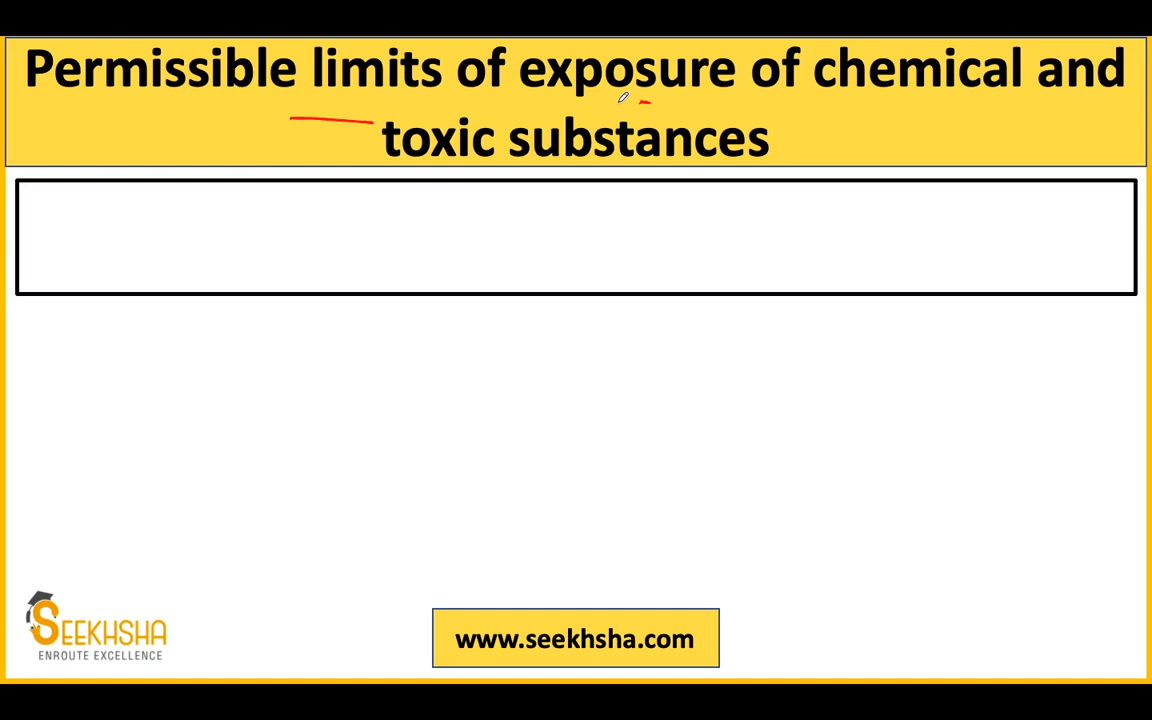 Permissible limits of exposure of chemical and
toxic substances
SEEKHSHA
ENROUTE EXCELLENCE
www.seekhsha.com